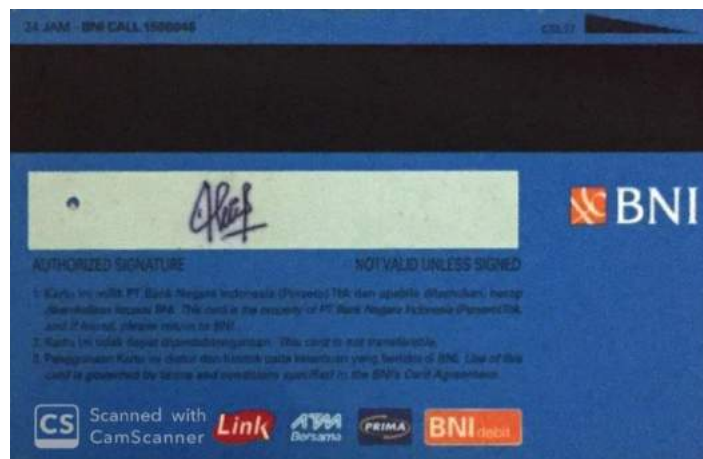 24 JAM - BNI CALL 1500046
BNI
AUTHORIZED SIGNATURE NOT VALID UNLESS SIGNED
1. Kartu ini milik PT Bank Negara Indonesia (Persero) Tbk dan apabila ditemukan, harap
dikembalikan kepada BNI. This card is the property of PT Bank Negara Indonesia (Persero) Tbk,
and if found, please return to BNI.
2. Kartu ini tidak dapat dipindahtangankan. This card is not transferable.
3. Penggunaan Kartu ini diatur dan tunduk pada ketentuan yang berlaku di BNI. Use of this
card is governed by terms and conditions specified in the BNI's Card Agreement.
CS Scanned with
CamScanner
Link
ATM
Bersama
PRIMA
BNI debit